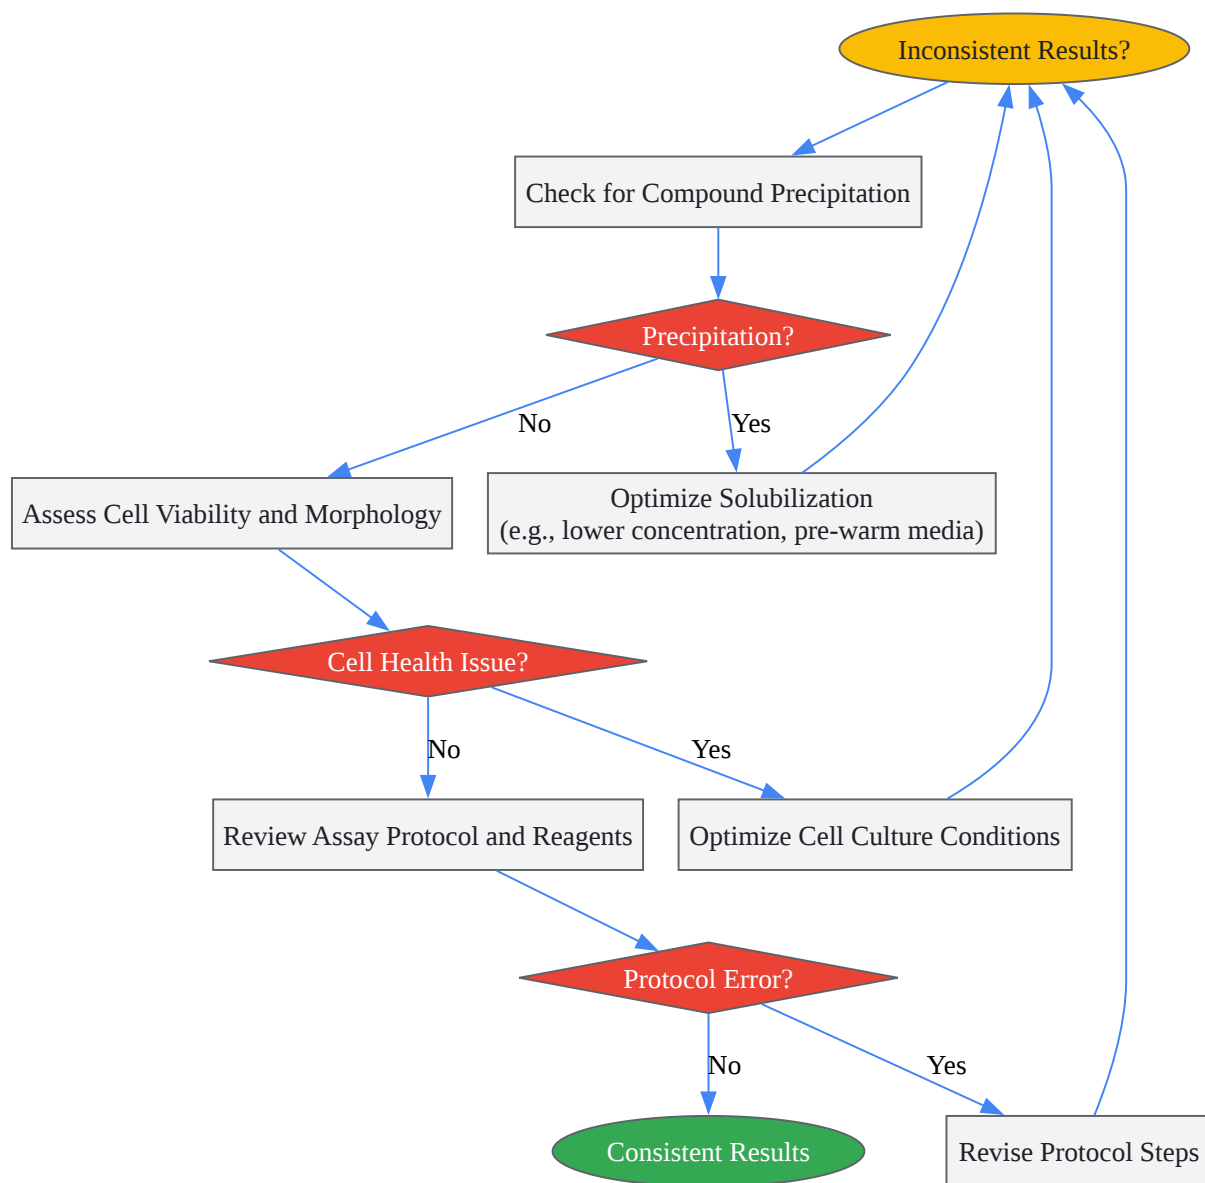 Inconsistent Results?
Check for Compound Precipitation
Precipitation?
No
Yes
Assess Cell Viability and Morphology
Optimize Solubilization
(e.g., lower concentration, pre-warm media)
Cell Health Issue?
No
Yes
Review Assay Protocol and Reagents
Optimize Cell Culture Conditions
Protocol Error?
No
Yes
Consistent Results
Revise Protocol Steps